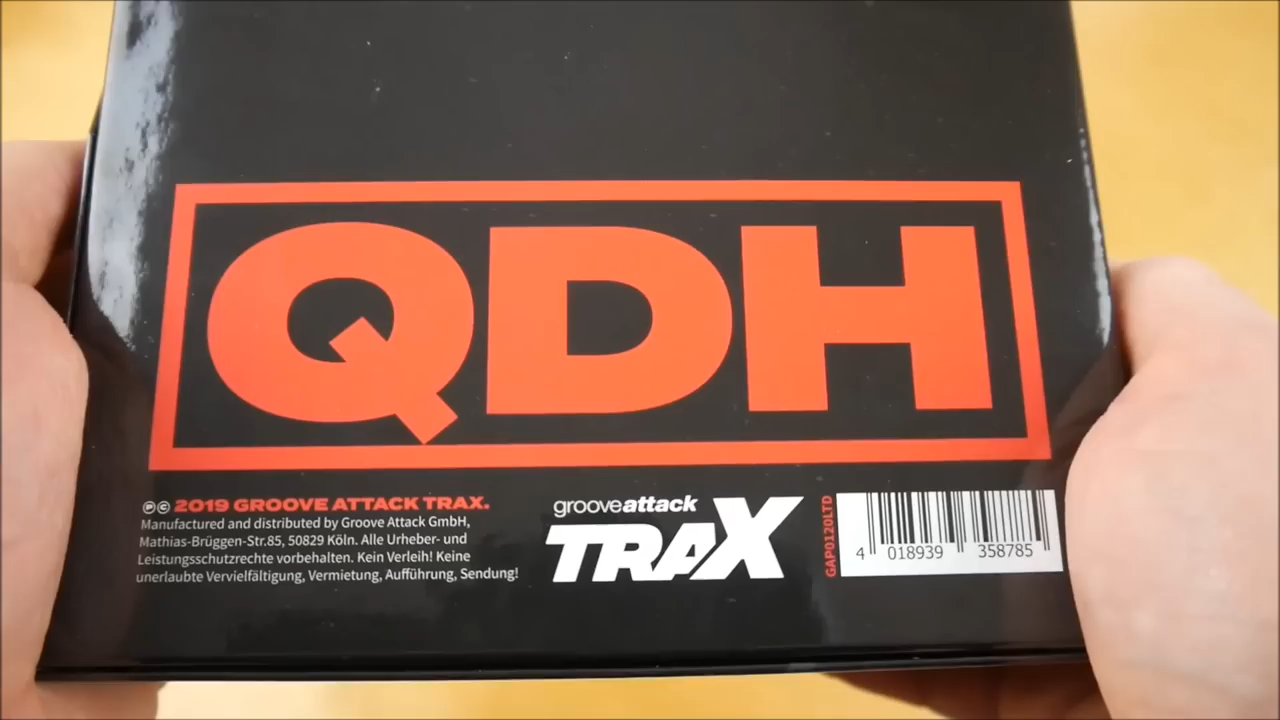 QDH
℗© 2019 GROOVE ATTACK TRAX.
Manufactured and distributed by Groove Attack GmbH,
Mathias-Brüggen-Str.85, 50829 Köln. Alle Urheber- und
Leistungsschutzrechte vorbehalten. Kein Verleih! Keine
unerlaubte Vervielfältigung, Vermietung, Aufführung, Sendung!
grooveattack
TRAX
GAP0120LTD
4 018939 358785